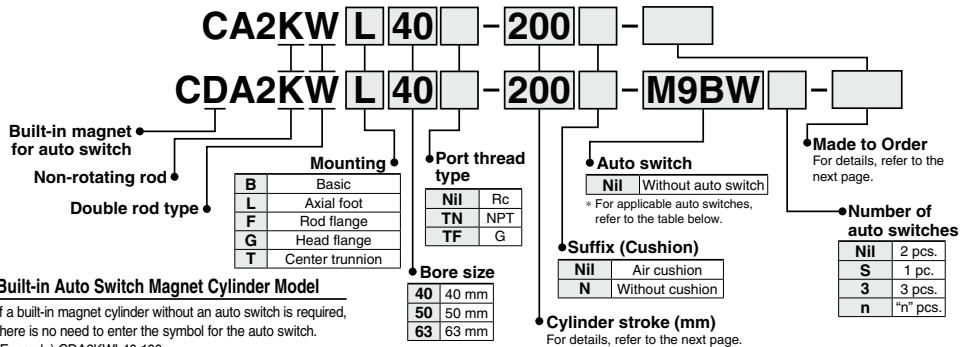 CA2KW L 40 - 200 -
CDA2KW L 40 - 200 - M9BW -
Built-in magnet for auto switch
Non-rotating rod
Double rod type
Mounting
B Basic
L Axial foot
F Rod flange
G Head flange
T Center trunnion
Port thread type
Nil Rc
TN NPT
TF G
Bore size
40 40 mm
50 50 mm
63 63 mm
Auto switch
Nil Without auto switch
* For applicable auto switches,
refer to the table below.
Suffix (Cushion)
Nil Air cushion
N Without cushion
Cylinder stroke (mm)
For details, refer to the next page.
Made to Order
For details, refer to the
next page.
Number of
auto switches
Nil 2 pcs.
S 1 pc.
3 3 pcs.
n "n" pcs.
Built-in Auto Switch Magnet Cylinder Model
If a built-in magnet cylinder without an auto switch is required,
there is no need to enter the symbol for the auto switch.